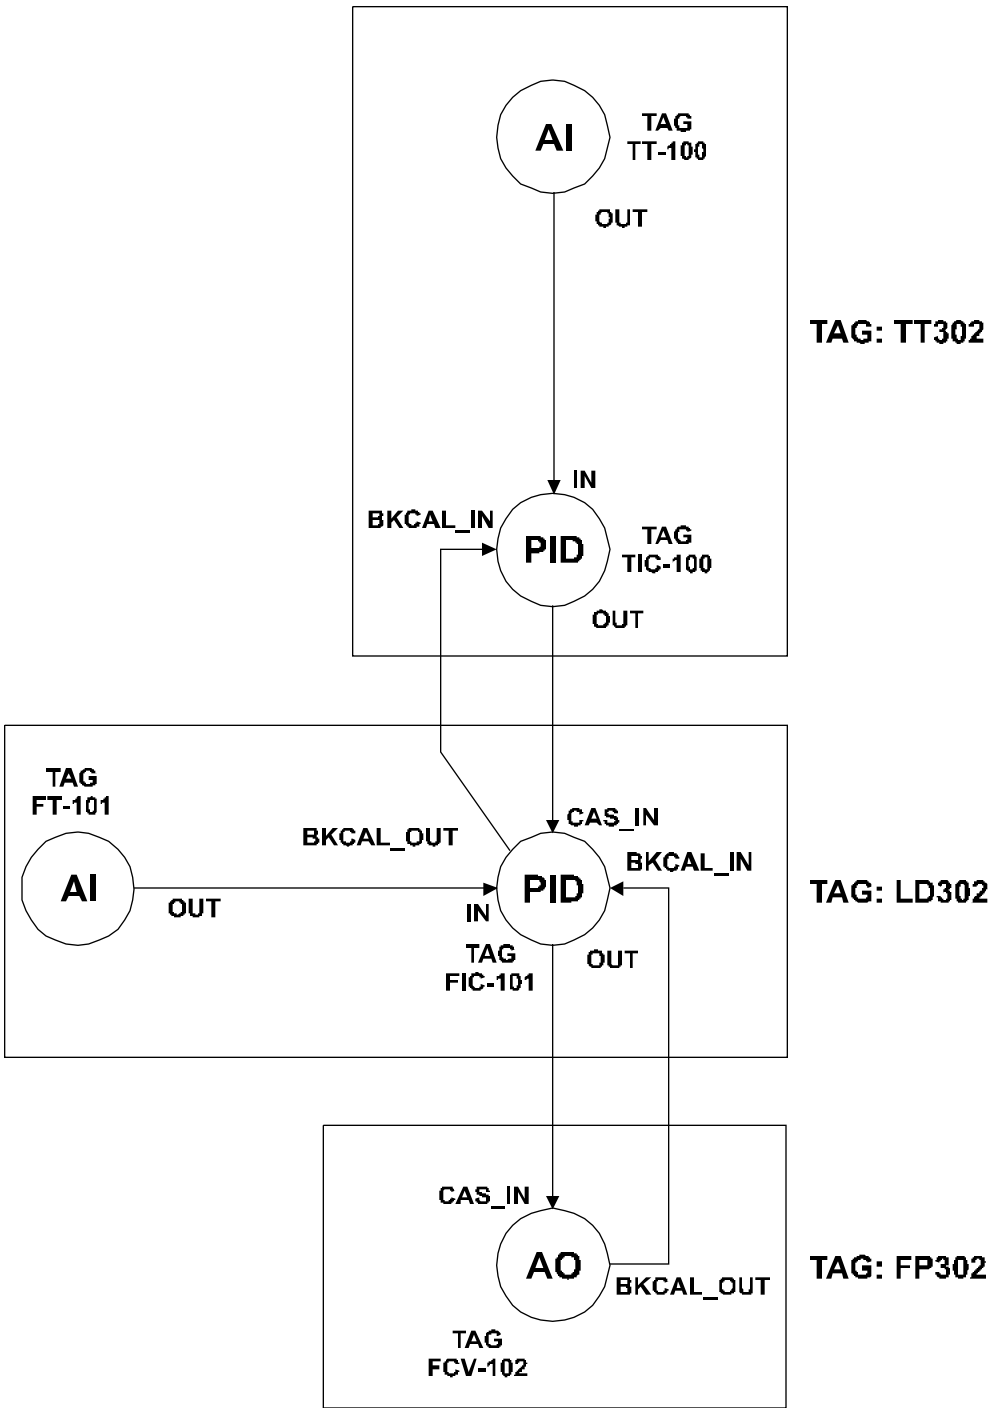 AI
TAG
TT-100
OUT
TAG: TT302
IN
BKCAL_IN
PID
TAG
TIC-100
OUT
TAG
FT-101
CAS_IN
BKCAL_OUT
BKCAL_IN
AI
PID
TAG: LD302
OUT
IN
TAG
FIC-101
OUT
CAS_IN
AO
TAG: FP302
BKCAL_OUT
TAG
FCV-102